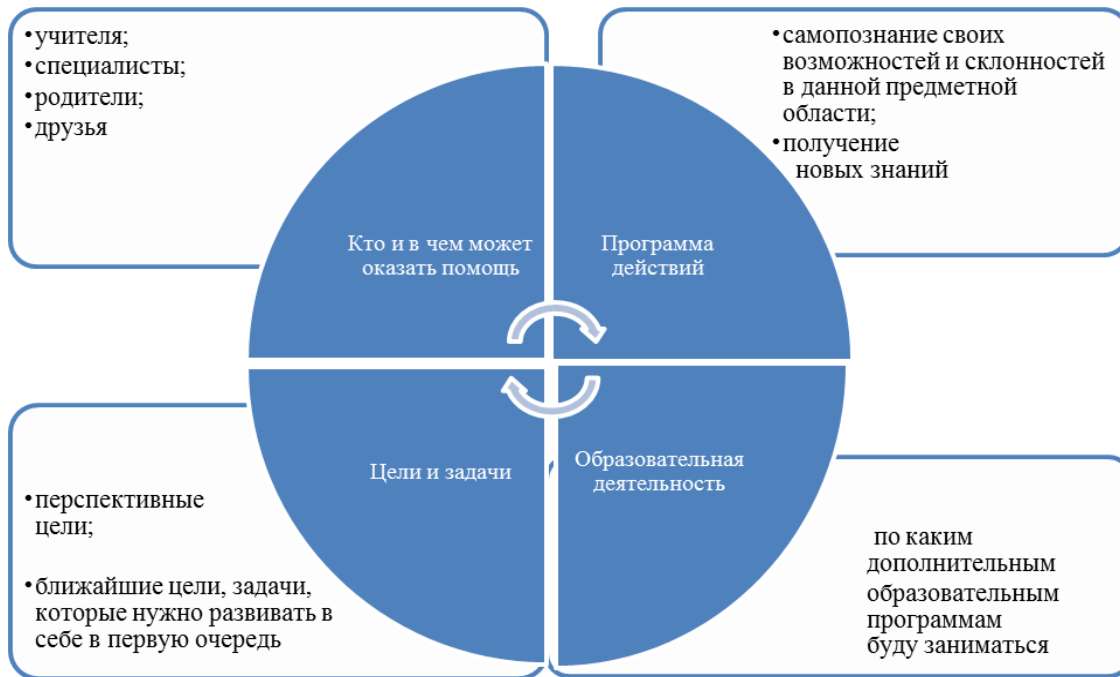 •учителя;
•специалисты;
•родители;
•друзья
•самопознание своих
возможностей и склонностей
в данной предметной
области;
•получение
новых знаний
Кто и в чем может
оказать помощь
Программа
действий
Цели и задачи
Образовательная
деятельность
•перспективные
цели;
•ближайшие цели, задачи,
которые нужно развивать в
себе в первую очередь
по каким
дополнительным
образовательным
программам
буду заниматься